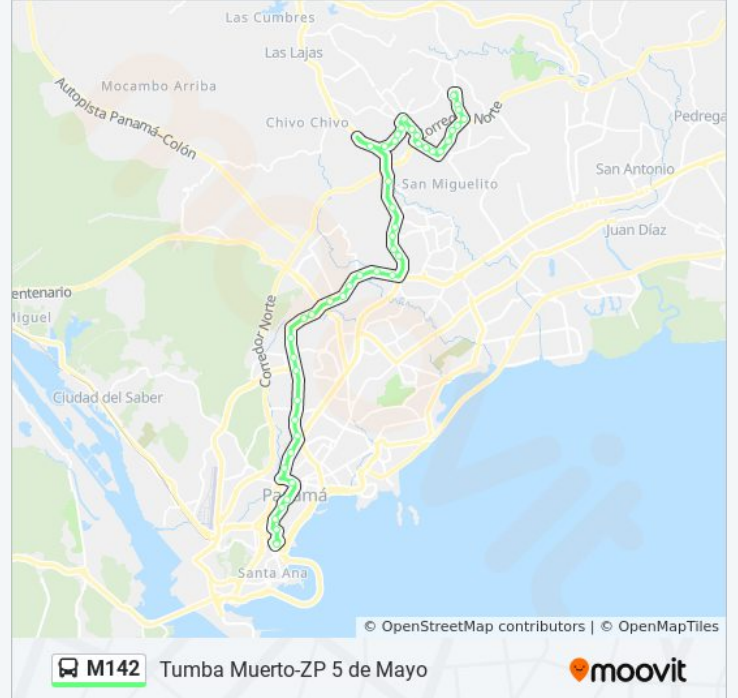 Las Cumbres
Las Lajas
Mocambo Arriba
Autopista Panamá-Colón
Chivo Chivo
Corredor Norte
Pedrega
San Antonio
San Miguelito
Juan Díaz
entenario
Miguel
Corredor Norte
Ciudad del Saber
Panamá
Santa Ana
© OpenStreetMap contributors | © OpenMapTiles
M142 Tumba Muerto-ZP 5 de Mayo
moovit